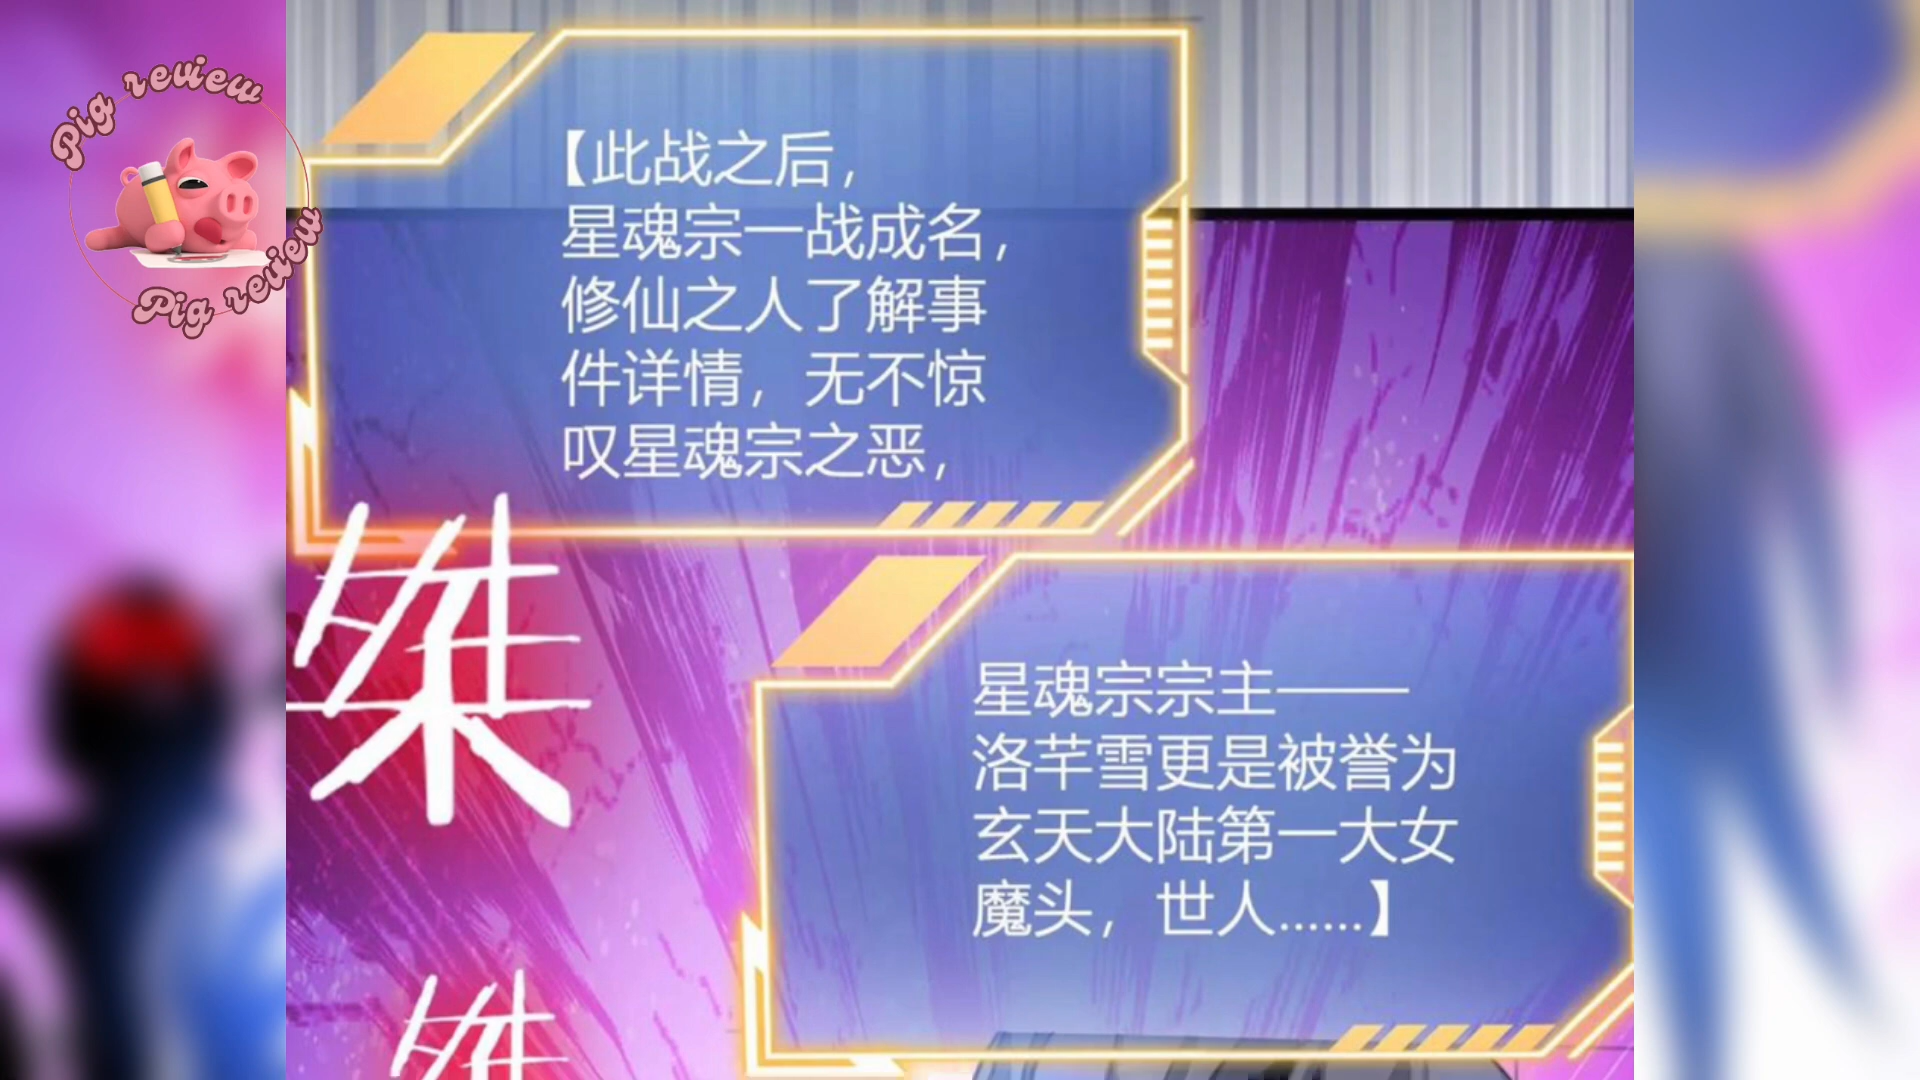 Pig review
Pig review
【此战之后，
星魂宗一战成名，
修仙之人了解事
件详情，无不惊
叹星魂宗之恶，
桀
星魂宗宗主——
洛芊雪更是被誉为
玄天大陆第一大女
魔头，世人......】
桀